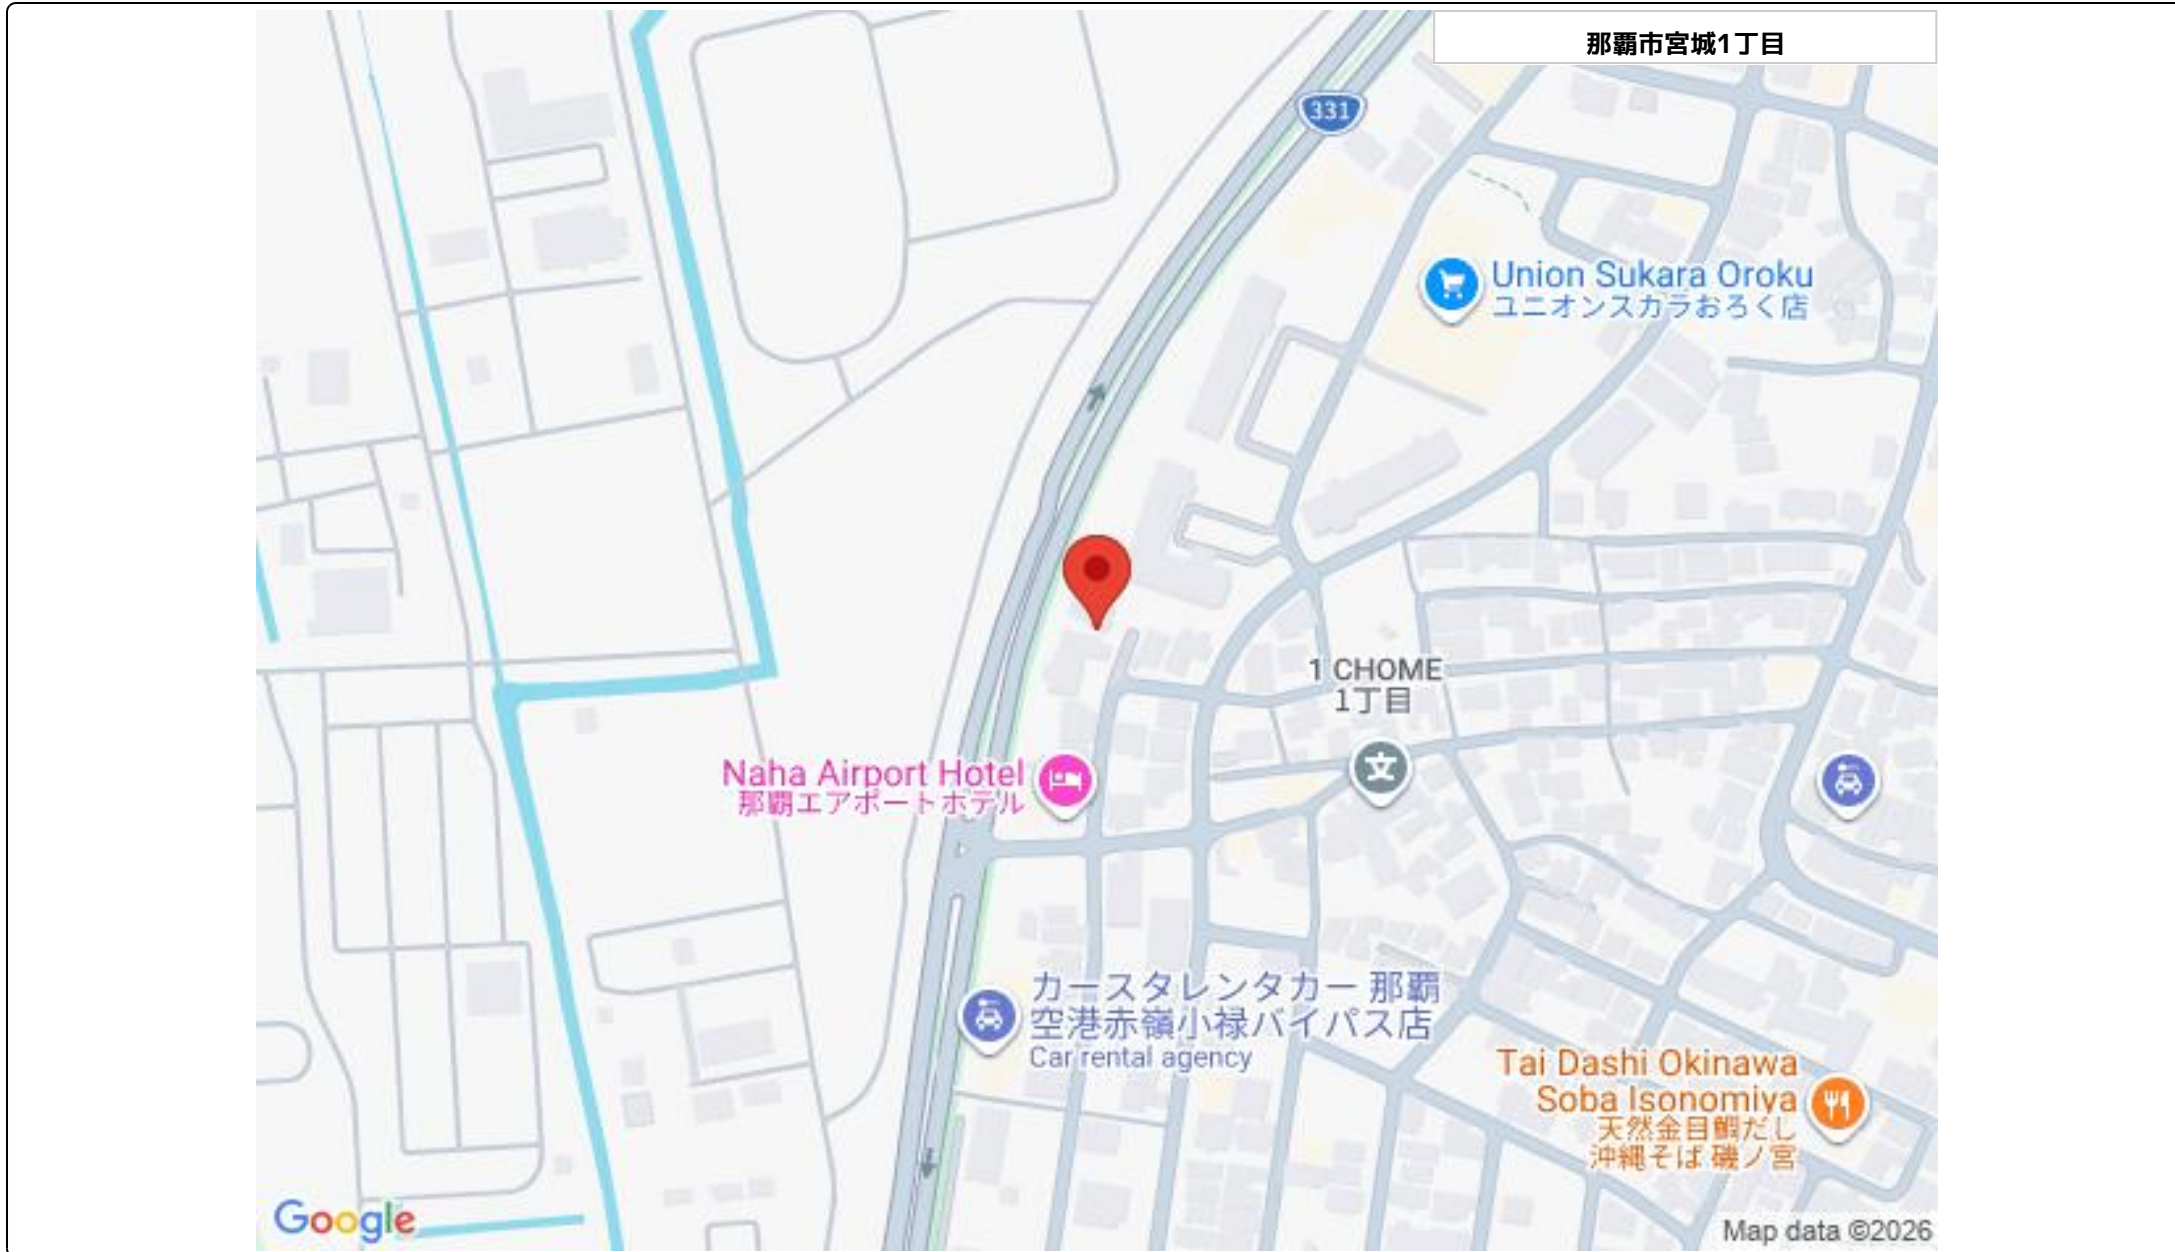 那覇市宮城1丁目
331
Union Sukara Oroku
ユニオンスカラおろく店
1 CHOME
1丁目
文
Naha Airport Hotel
那覇エアポートホテル
カースタレンタカー 那覇
空港赤嶺小禄バイパス店
Car rental agency
Tai Dashi Okinawa
Soba Isonomiya
天然金目鯛だし
沖縄そば 磯ノ宮
Google
Map data ©2026